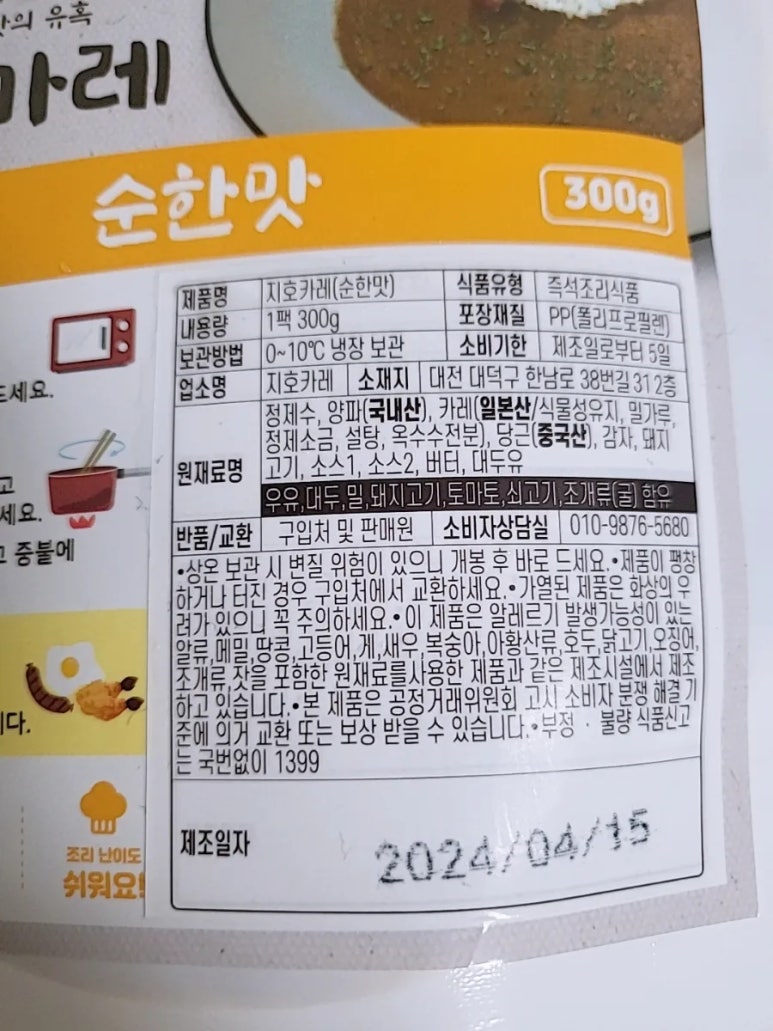 맛의 유혹
카레
순한맛
300g
제품명 지호카레(순한맛) 식품유형 즉석조리식품
내용량 1팩 300g 포장재질 PP(폴리프로필렌)
보관방법 0~10℃ 냉장 보관 소비기한 제조일로부터 5일
업소명 지호카레 소재지 대전 대덕구 한남로 38번길 31 2층
원재료명 정제수, 양파(국내산), 카레(일본산/식물성유지, 밀가루,
정제소금, 설탕, 옥수수전분), 당근(중국산), 감자, 돼지
고기, 소스1, 소스2, 버터, 대두유
우유,대두,밀,돼지고기,토마토,쇠고기,조개류(굴) 함유
반품/교환 구입처 및 판매원 소비자상담실 010-9876-5680
•상온 보관 시 변질 위험이 있으니 개봉 후 바로 드세요.•제품이 팽창
하거나 터진 경우 구입처에서 교환하세요.•가열된 제품은 화상의 우
려가 있으니 꼭 주의하세요.•이 제품은 알레르기 발생가능성이 있는
알류,메밀,땅콩,고등어,게,새우,복숭아,아황산류,호두,닭고기,오징어,
조개류,잣을 포함한 원재료를사용한 제품과 같은 제조시설에서 제조
하고 있습니다.•본 제품은 공정거래위원회 고시 소비자 분쟁 해결 기
준에 의거 교환 또는 보상 받을 수 있습니다.•부정 · 불량 식품신고
는 국번없이 1399
제조일자 2024/04/15
드세요.
고
세요.
고 중불에
니다.
조리 난이도
쉬워요!